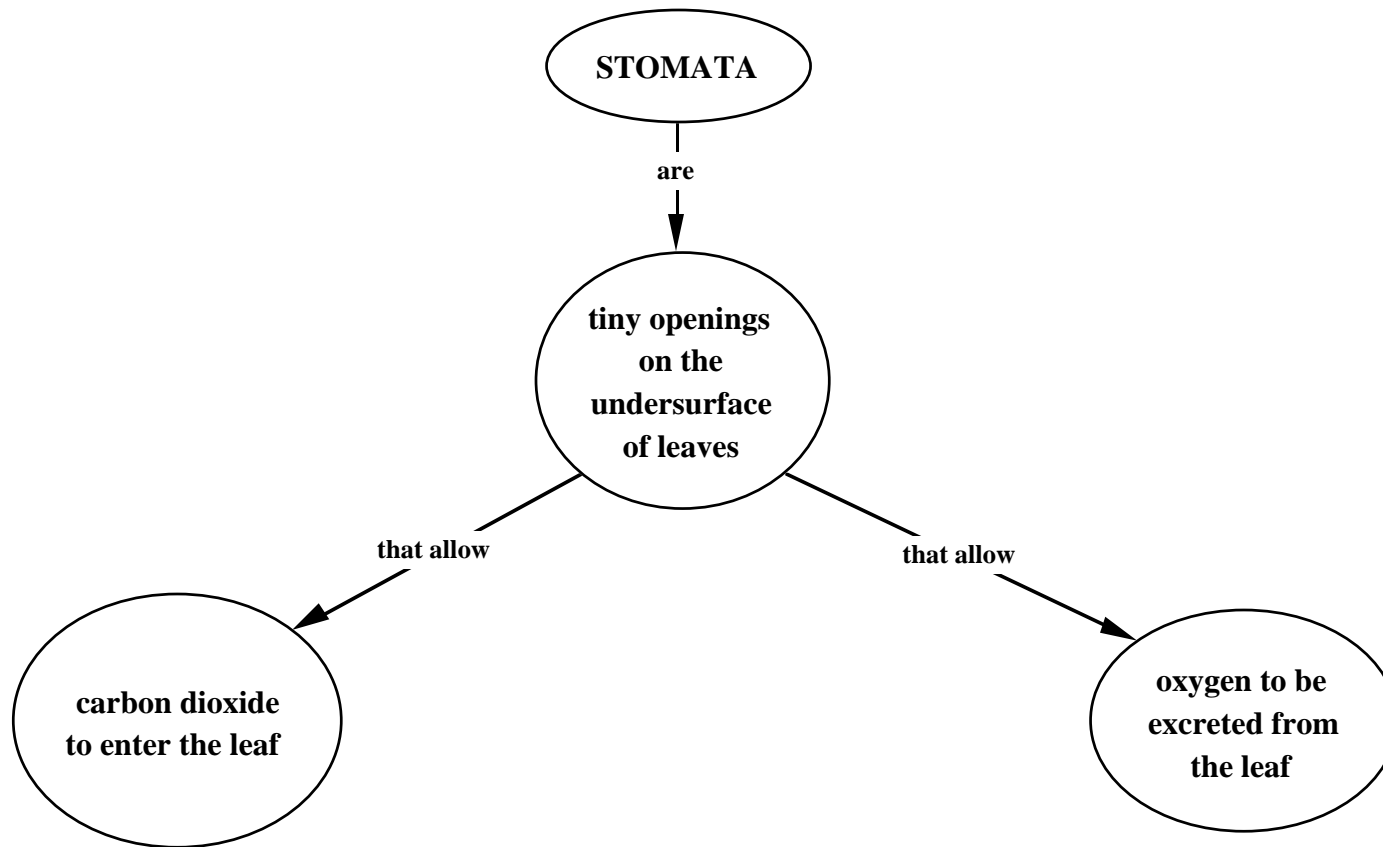 STOMATA
are
tiny openings
on the
undersurface
of leaves
that allow
that allow
carbon dioxide
to enter the leaf
oxygen to be
excreted from
the leaf